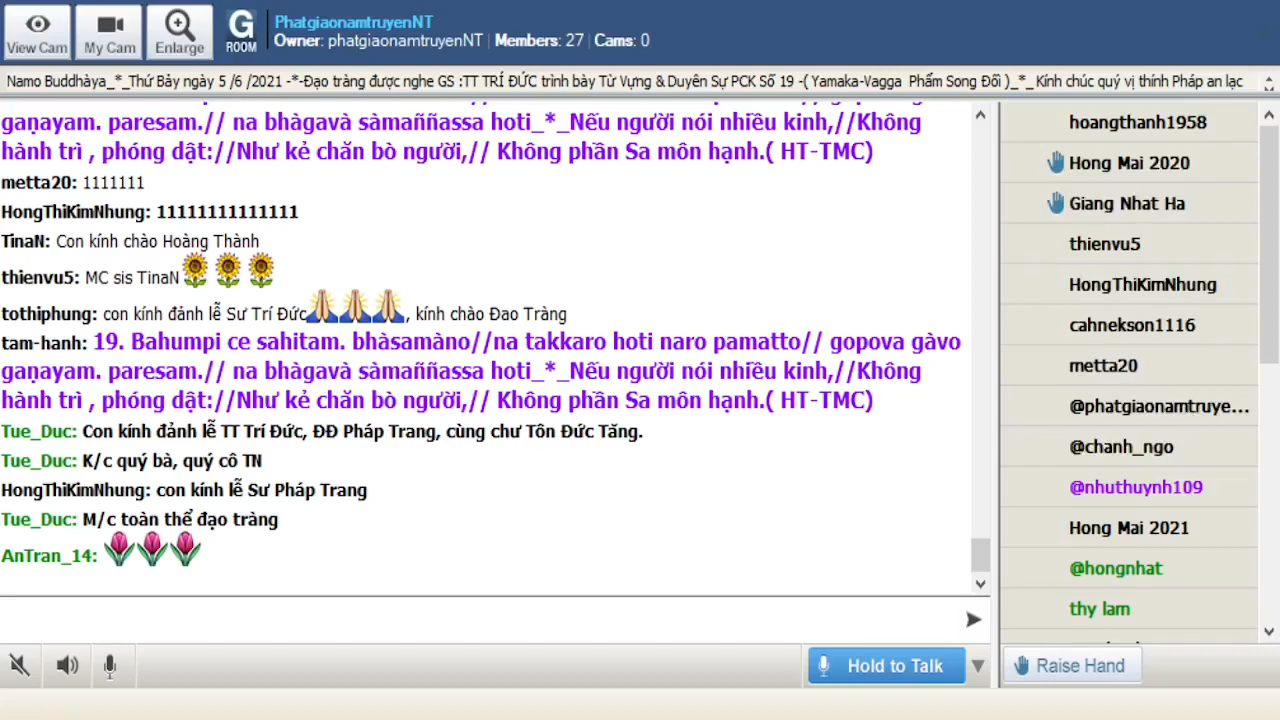 View Cam
My Cam
Enlarge
G
ROOM
PhatgiaonamtruyenNT
Owner: phatgiaonamtruyenNT | Members: 27 | Cams: 0
Namo Buddhàya_*_Thứ Bảy ngày 5 /6 /2021 -*-Đạo tràng được nghe GS :TT TRÍ ĐỨC trình bày Từ Vựng & Duyên Sự PCK Số 19 -( Yamaka-Vagga Phẩm Song Đối )_*_Kính chúc quý vị thính Pháp an lạc
gaṇayam. paresam.// na bhàgavà sàmaññassa hoti_*_Nếu người nói nhiều kinh,//Không
hành trì , phóng dật://Như kẻ chăn bò người,// Không phần Sa môn hạnh.( HT-TMC)
metta20: 1111111
HongThiKimNhung: 11111111111111
TinaN: Con kính chào Hoàng Thành
thienvu5: MC sis TinaN
tothiphung: con kính đảnh lễ Sư Trí Đức, kính chào Đao Tràng
tam-hanh: 19. Bahumpi ce sahitam. bhàsamàno//na takkaro hoti naro pamatto// gopova gàvo
gaṇayam. paresam.// na bhàgavà sàmaññassa hoti_*_Nếu người nói nhiều kinh,//Không
hành trì , phóng dật://Như kẻ chăn bò người,// Không phần Sa môn hạnh.( HT-TMC)
Tue_Duc: Con kính đảnh lễ TT Trí Đức, ĐĐ Pháp Trang, cùng chư Tôn Đức Tăng.
Tue_Duc: K/c quý bà, quý cô TN
HongThiKimNhung: con kính lễ Sư Pháp Trang
Tue_Duc: M/c toàn thể đạo tràng
AnTran_14:
Hold to Talk
hoangthanh1958
Hong Mai 2020
Giang Nhat Ha
thienvu5
HongThiKimNhung
cahnekson1116
metta20
@phatgiaonamtruye...
@chanh_ngo
@nhuthuynh109
Hong Mai 2021
@hongnhat
thy lam
Raise Hand